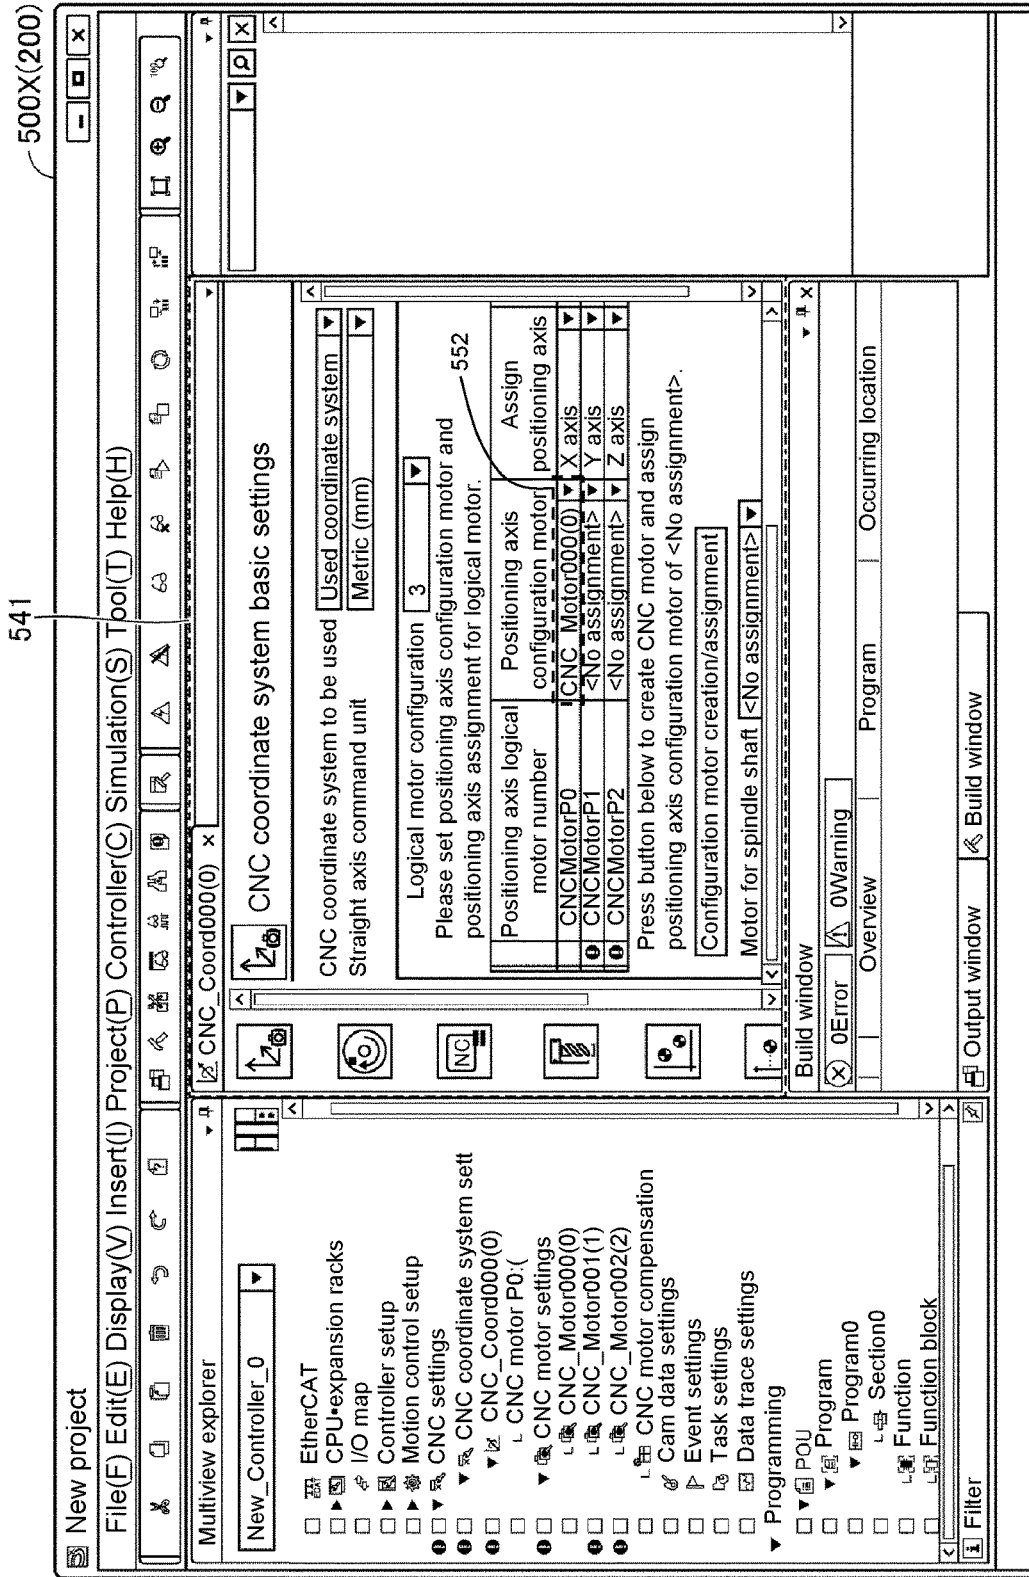 500X(200)
541
New project
File(F) Edit(E) Display(V) Insert(I) Project(P) Controller(C) Simulation(S) Tool(T) Help(H)
Multiview explorer
New_Controller_0
EtherCAT
CPU•expansion racks
I/O map
Controller setup
Motion control setup
CNC settings
CNC coordinate system sett
CNC_Coord000(0)
CNC motor P0:(
CNC motor settings
CNC_Motor000(0)
CNC_Motor001(1)
CNC_Motor002(2)
CNC motor compensation
Cam data settings
Event settings
Task settings
Data trace settings
Programming
POU
Program
Program0
Section0
Function
Function block
Filter
CNC_Coord000(0) ×
CNC coordinate system basic settings
NC
CNC coordinate system to be used Used coordinate system
Straight axis command unit Metric (mm)
Logical motor configuration 3
Please set positioning axis configuration motor and
positioning axis assignment for logical motor.
552
Positioning axis logical motor number Positioning axis configuration motor Assign positioning axis
CNCMotorP0 CNC_Motor000(0) X axis
CNCMotorP1 <No assignment> Y axis
CNCMotorP2 <No assignment> Z axis
Press button below to create CNC motor and assign
positioning axis configuration motor of <No assignment>.
Configuration motor creation/assignment
Motor for spindle shaft <No assignment>
Build window
0Error 0Warning
Overview Program Occurring location
Output window Build window